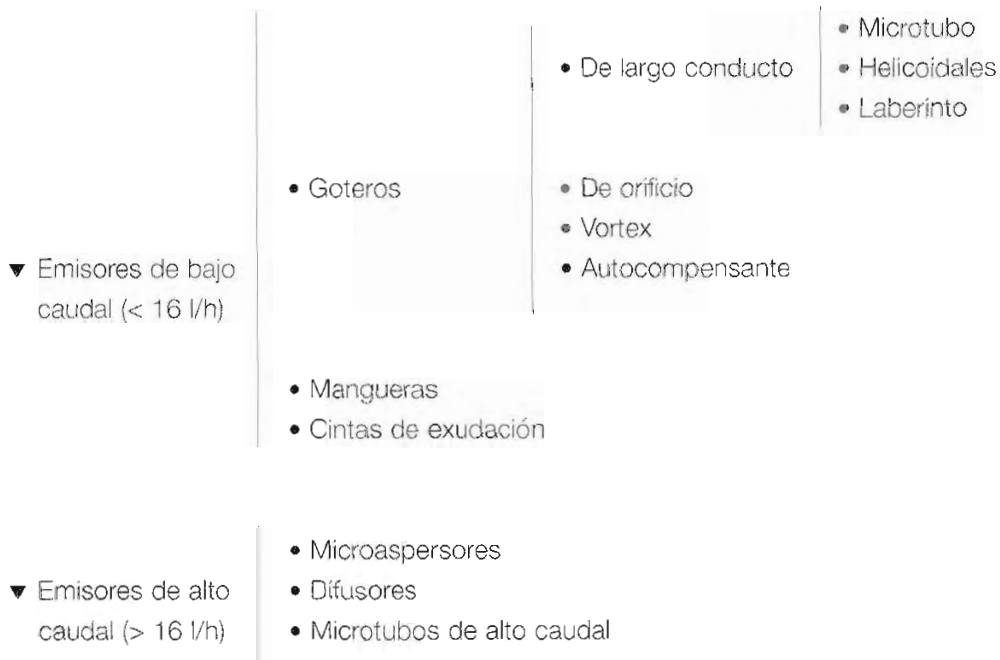 ▼ Emisores de bajo
caudal (< 16 l/h)
• Goteros
• De largo conducto
• Microtubo
• Helicoidales
• Laberinto
• De orificio
• Vortex
• Autocompensante
• Mangueras
• Cintas de exudación
▼ Emisores de alto
caudal (> 16 l/h)
• Microaspersores
• Difusores
• Microtubos de alto caudal